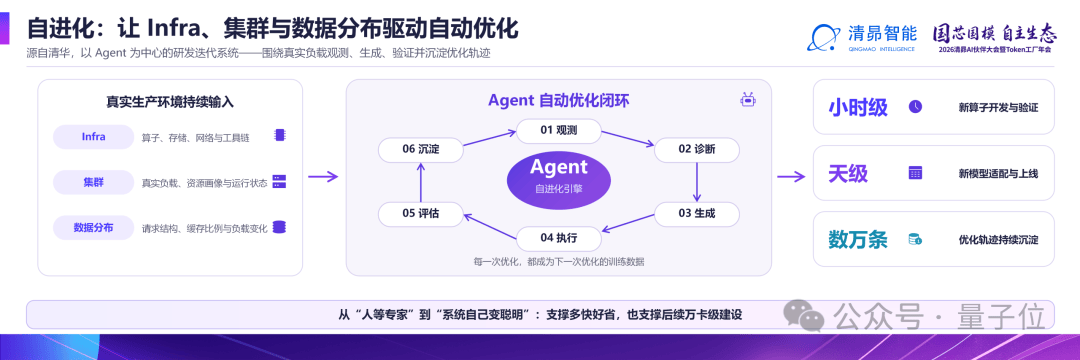 自进化：让 Infra、集群与数据分布驱动自动优化
源自清华，以 Agent 为中心的研发迭代系统——围绕真实负载观测、生成、验证并沉淀优化轨迹
清昴智能
QINGMAO INTELLIGENCE
国芯国模 自主生态
2026清昴AI伙伴大会暨Token工厂年会
真实生产环境持续输入
Infra
算子、存储、网络与工具链
集群
真实负载、资源画像与运行状态
数据分布
请求结构、缓存比例与负载变化
Agent 自动优化闭环
01 观测
02 诊断
03 生成
04 执行
05 评估
06 沉淀
Agent
自进化引擎
每一次优化，都成为下一次优化的训练数据
小时级
新算子开发与验证
天级
新模型适配与上线
数万条
优化轨迹持续沉淀
从“人等专家”到“系统自己变聪明”：支撑多快好省，也支撑后续万卡级建设
公众号·量子位